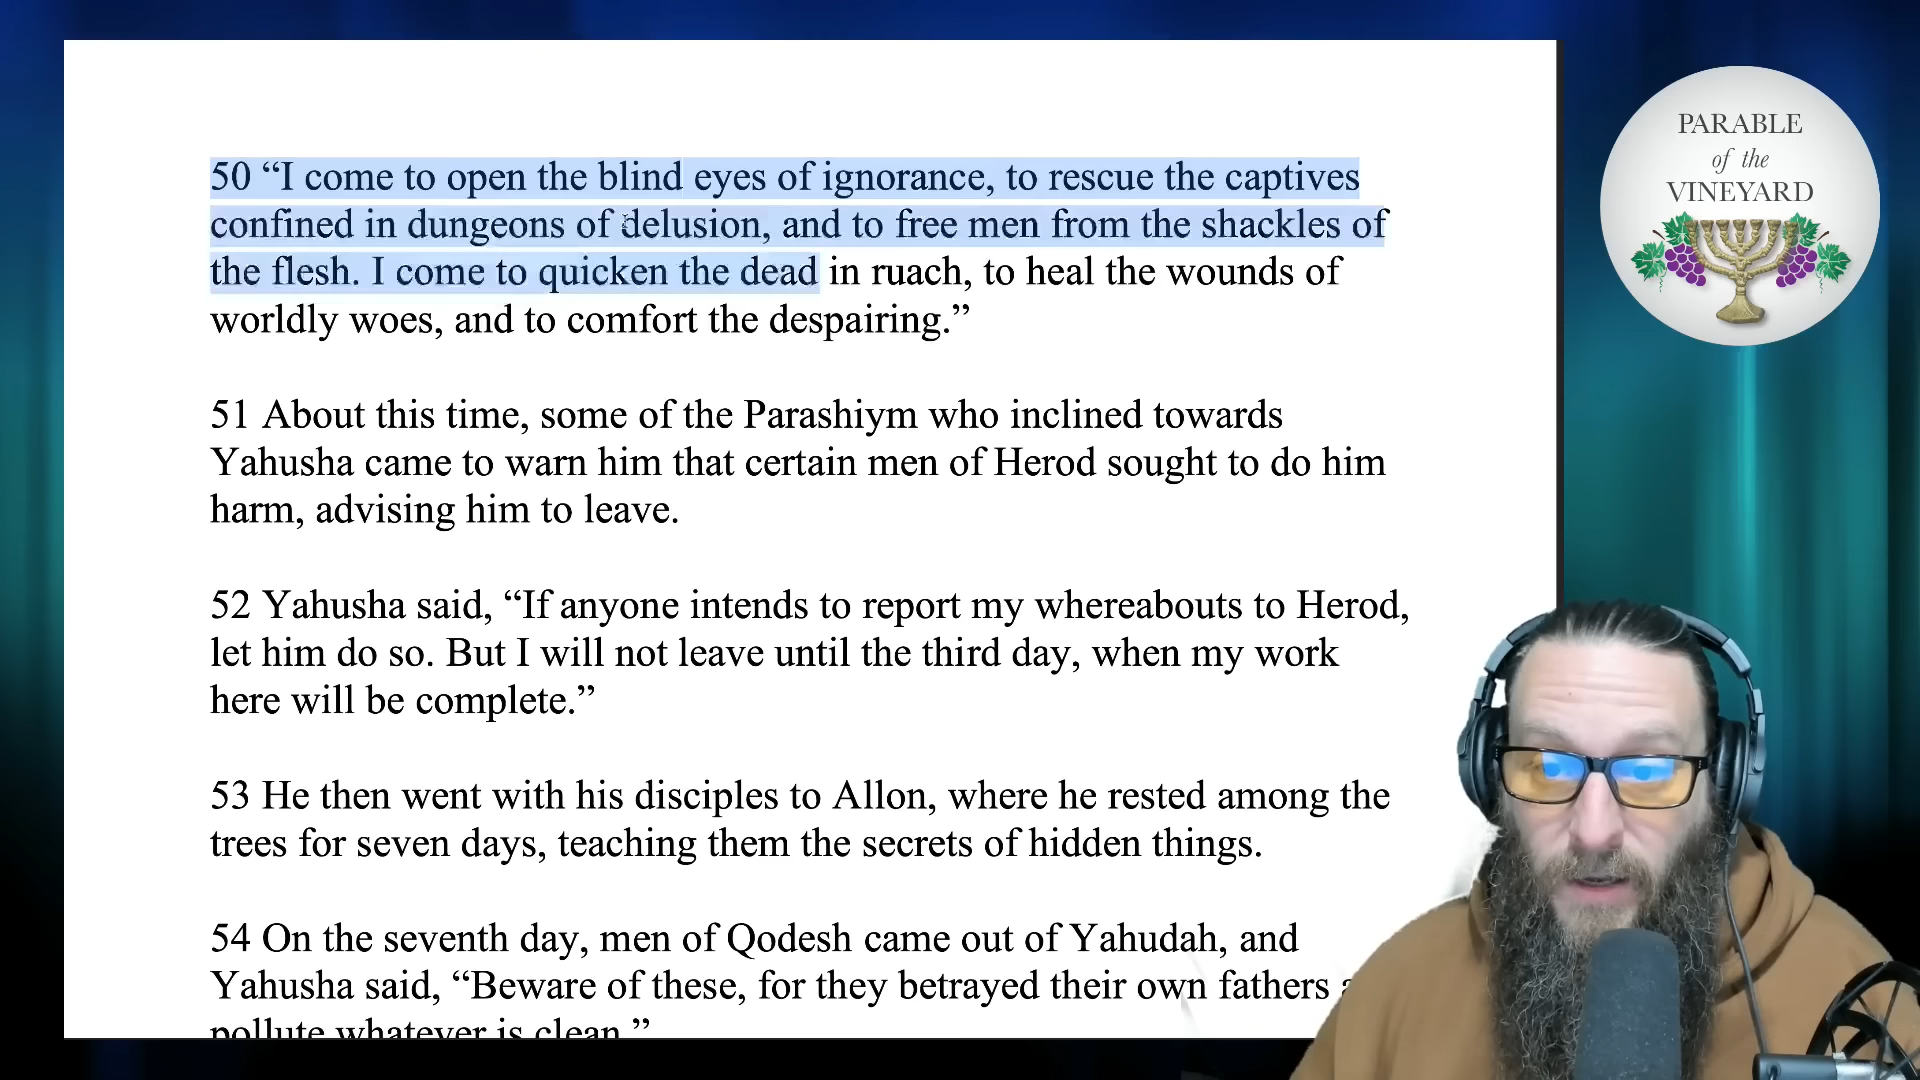 50 “I come to open the blind eyes of ignorance, to rescue the captives
confined in dungeons of delusion, and to free men from the shackles of
the flesh. I come to quicken the dead in ruach, to heal the wounds of
worldly woes, and to comfort the despairing.”
51 About this time, some of the Parashiym who inclined towards
Yahusha came to warn him that certain men of Herod sought to do him
harm, advising him to leave.
52 Yahusha said, “If anyone intends to report my whereabouts to Herod,
let him do so. But I will not leave until the third day, when my work
here will be complete.”
53 He then went with his disciples to Allon, where he rested among the
trees for seven days, teaching them the secrets of hidden things.
54 On the seventh day, men of Qodesh came out of Yahudah, and
Yahusha said, “Beware of these, for they betrayed their own fathers
pollute whatever is clean.”
PARABLE
of the
VINEYARD